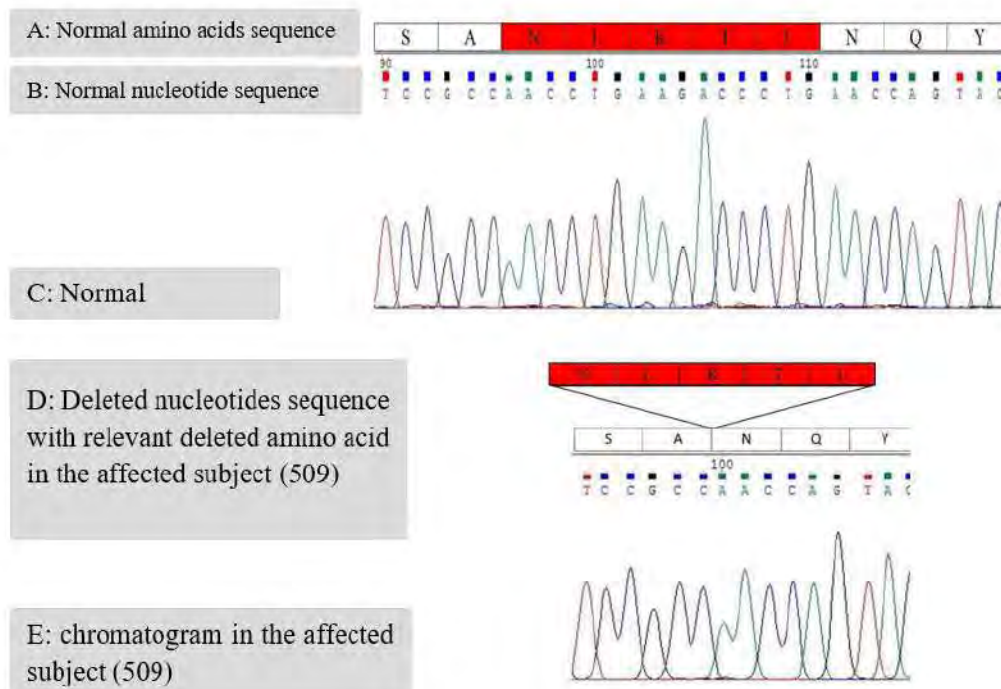 A: Normal amino acids sequence
S A N L K T L N Q Y
90 100 110
B: Normal nucleotide sequence
T C C G C C A A C C T G A A G A C C C T G A A C C A G T A C
C: Normal
D: Deleted nucleotides sequence
with relevant deleted amino acid
in the affected subject (509)
N L K T L
S A N Q Y
100
T C C G C C A A C C A G T A C
E: chromatogram in the affected
subject (509)